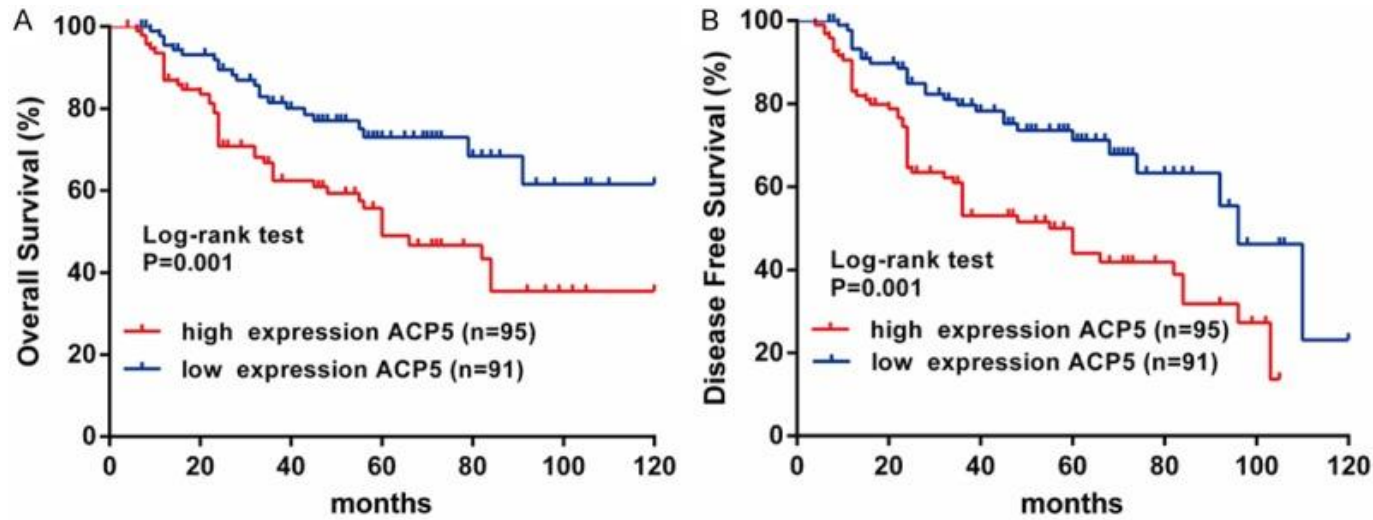 A
Overall Survival (%)
100
80
60
40
20
0
Log-rank test
P=0.001
high expression ACP5 (n=95)
low expression ACP5 (n=91)
0 20 40 60 80 100 120
months
B
Disease Free Survival (%)
100
80
60
40
20
0
Log-rank test
P=0.001
high expression ACP5 (n=95)
low expression ACP5 (n=91)
0 20 40 60 80 100 120
months